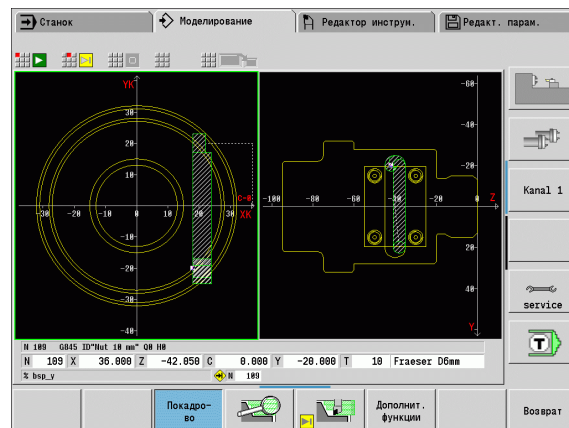 Станок
Моделирование
Редактор инструм.
Редакт. парам.
YK
30
20
10
C-0
XK
-30 -20 -10 10 20 30
-10
-20
-30
-40
-60
-40
-20
-100 -80 -60 -40 -20 0 Z
20
40
Y
Kanal 1
service
T
N 109 G845 ID"Nut 10 mm" Q0 H0
N 109 X 36.000 Z -42.050 C 0.000 Y -20.000 T 10 Fraeser D6mm
% bsp_y N 109
Покадро-
во
Дополнит.
функции
Возврат